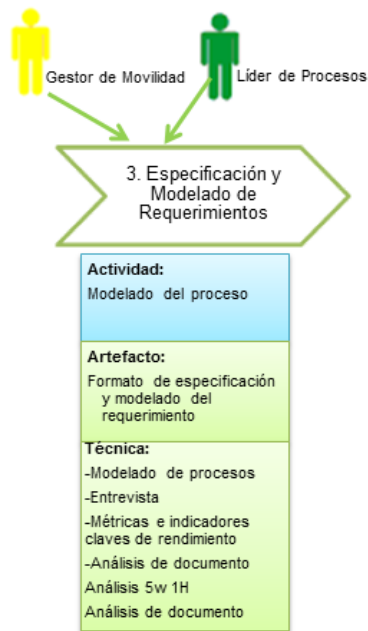 Gestor de Movilidad
Líder de Procesos
3. Especificación y
Modelado de
Requerimientos
Actividad:
Modelado del proceso
Artefacto:
Formato de especificación
y modelado del
requerimiento
Técnica:
-Modelado de procesos
-Entrevista
-Métricas e indicadores
claves de rendimiento
-Análisis de documento
Análisis 5w 1H
Análisis de documento